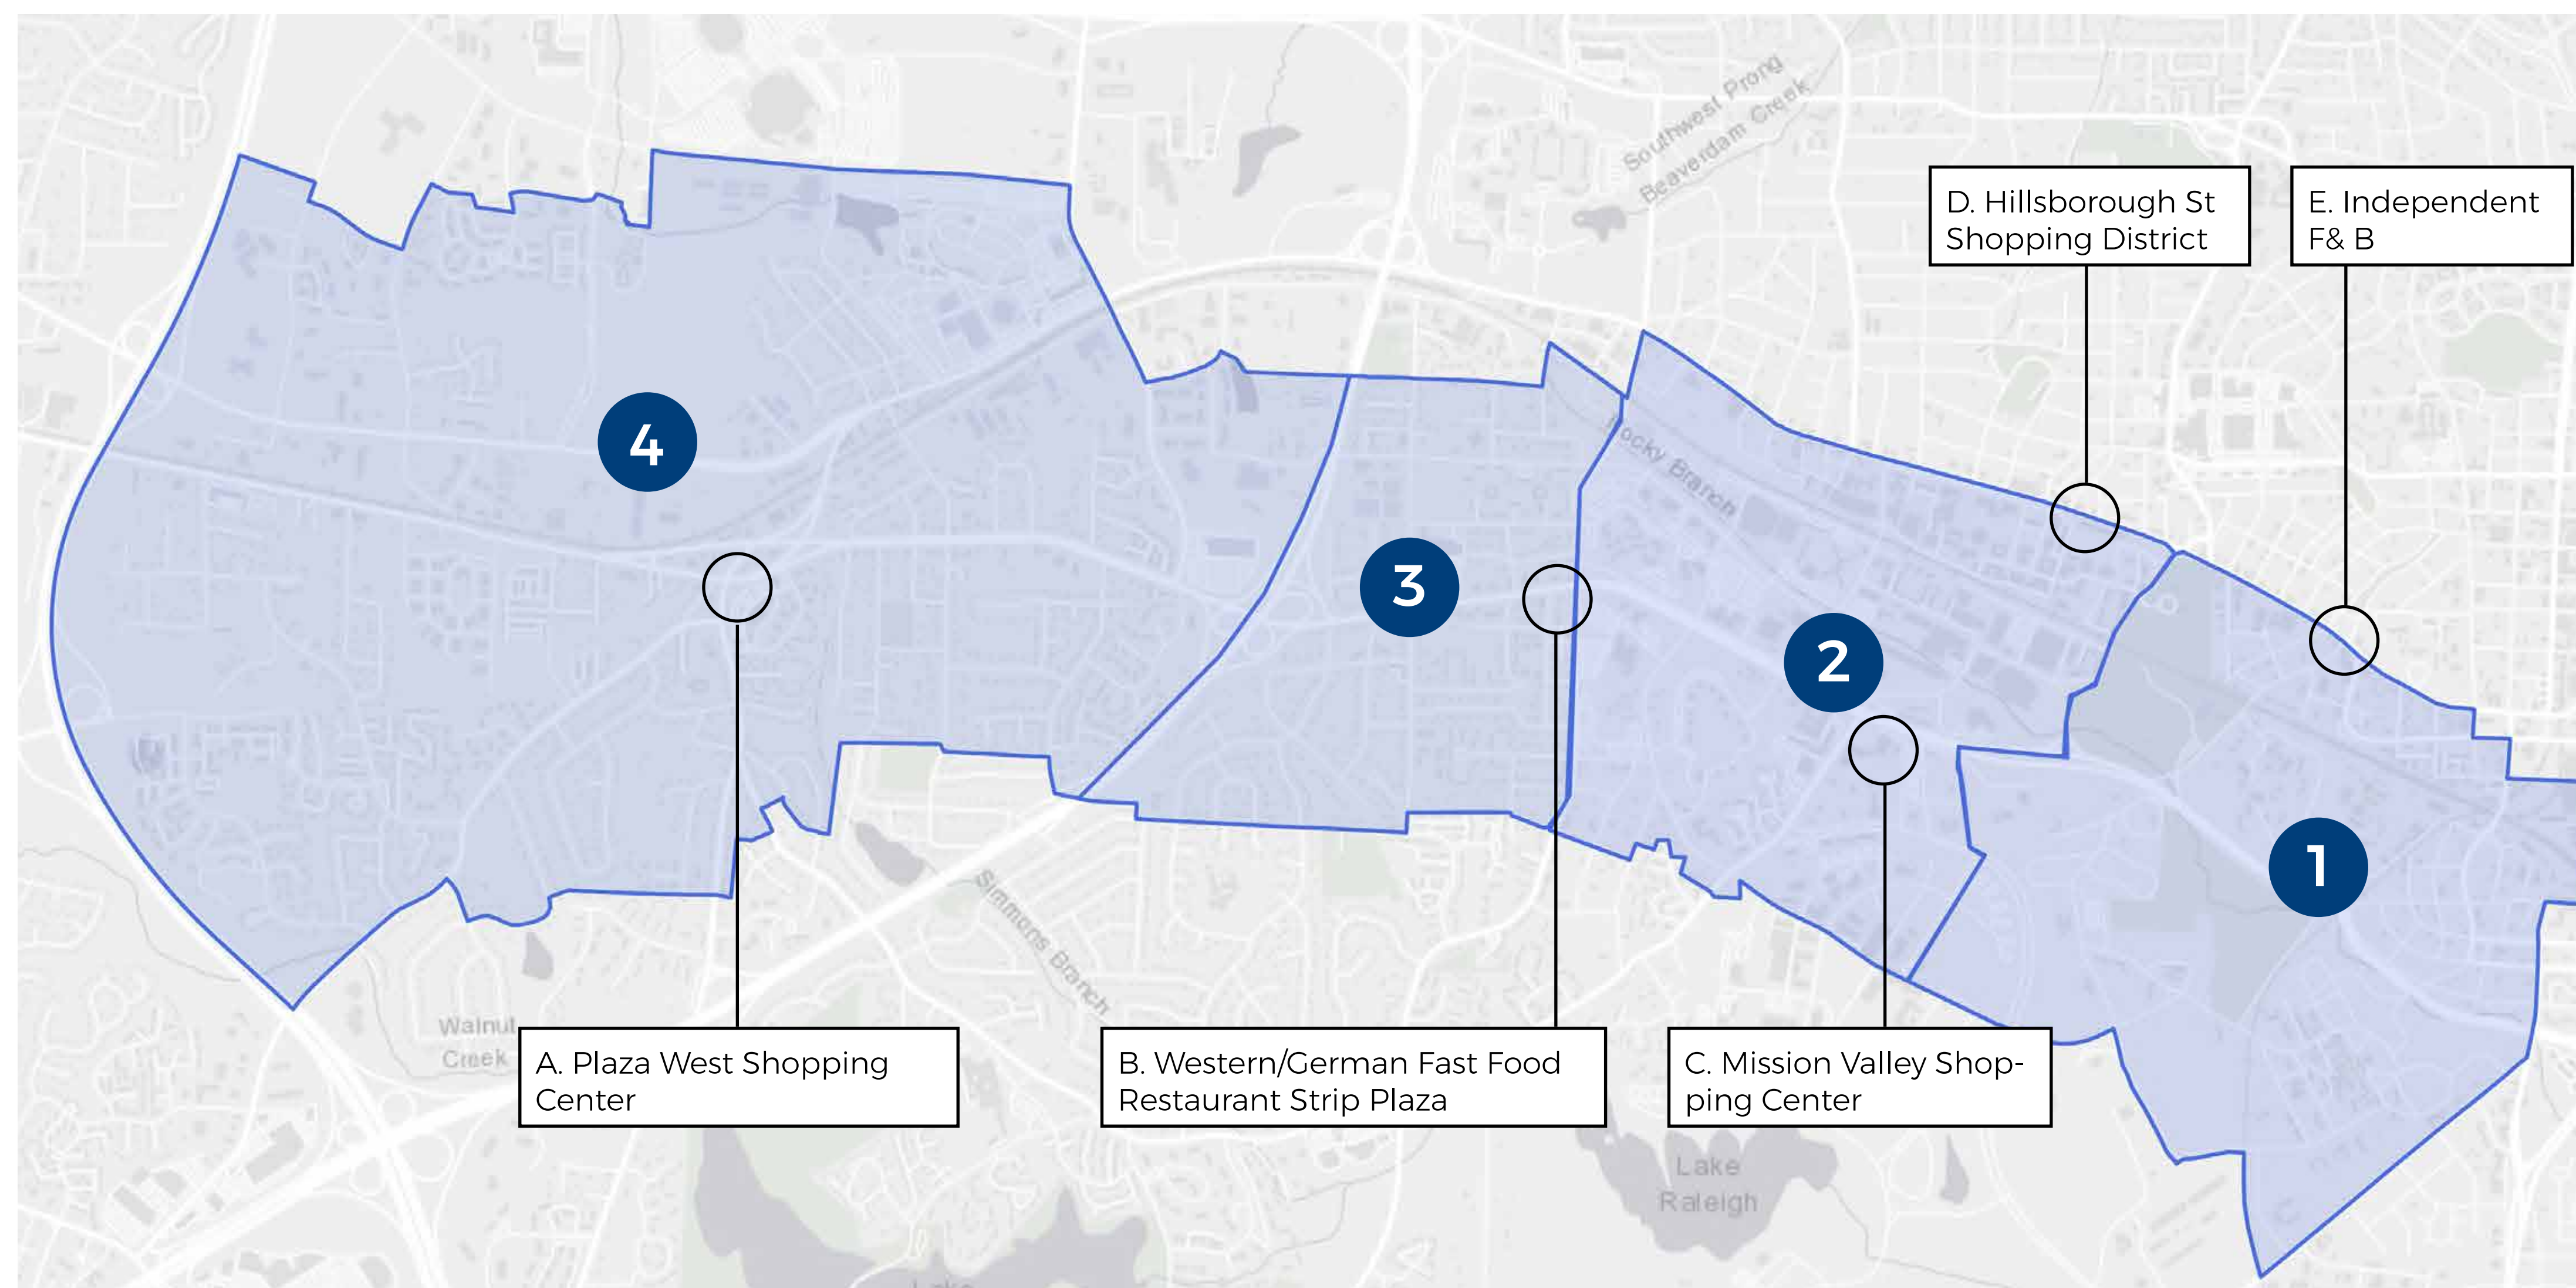 Southwest Prong
Beaverdam Creek
D. Hillsborough St
Shopping District
E. Independent
F& B
4
Rocky Branch
3
2
1
Simmons Branch
Walnut
Creek
A. Plaza West Shopping
Center
B. Western/German Fast Food
Restaurant Strip Plaza
C. Mission Valley Shop-
ping Center
Lake
Raleigh
Lake